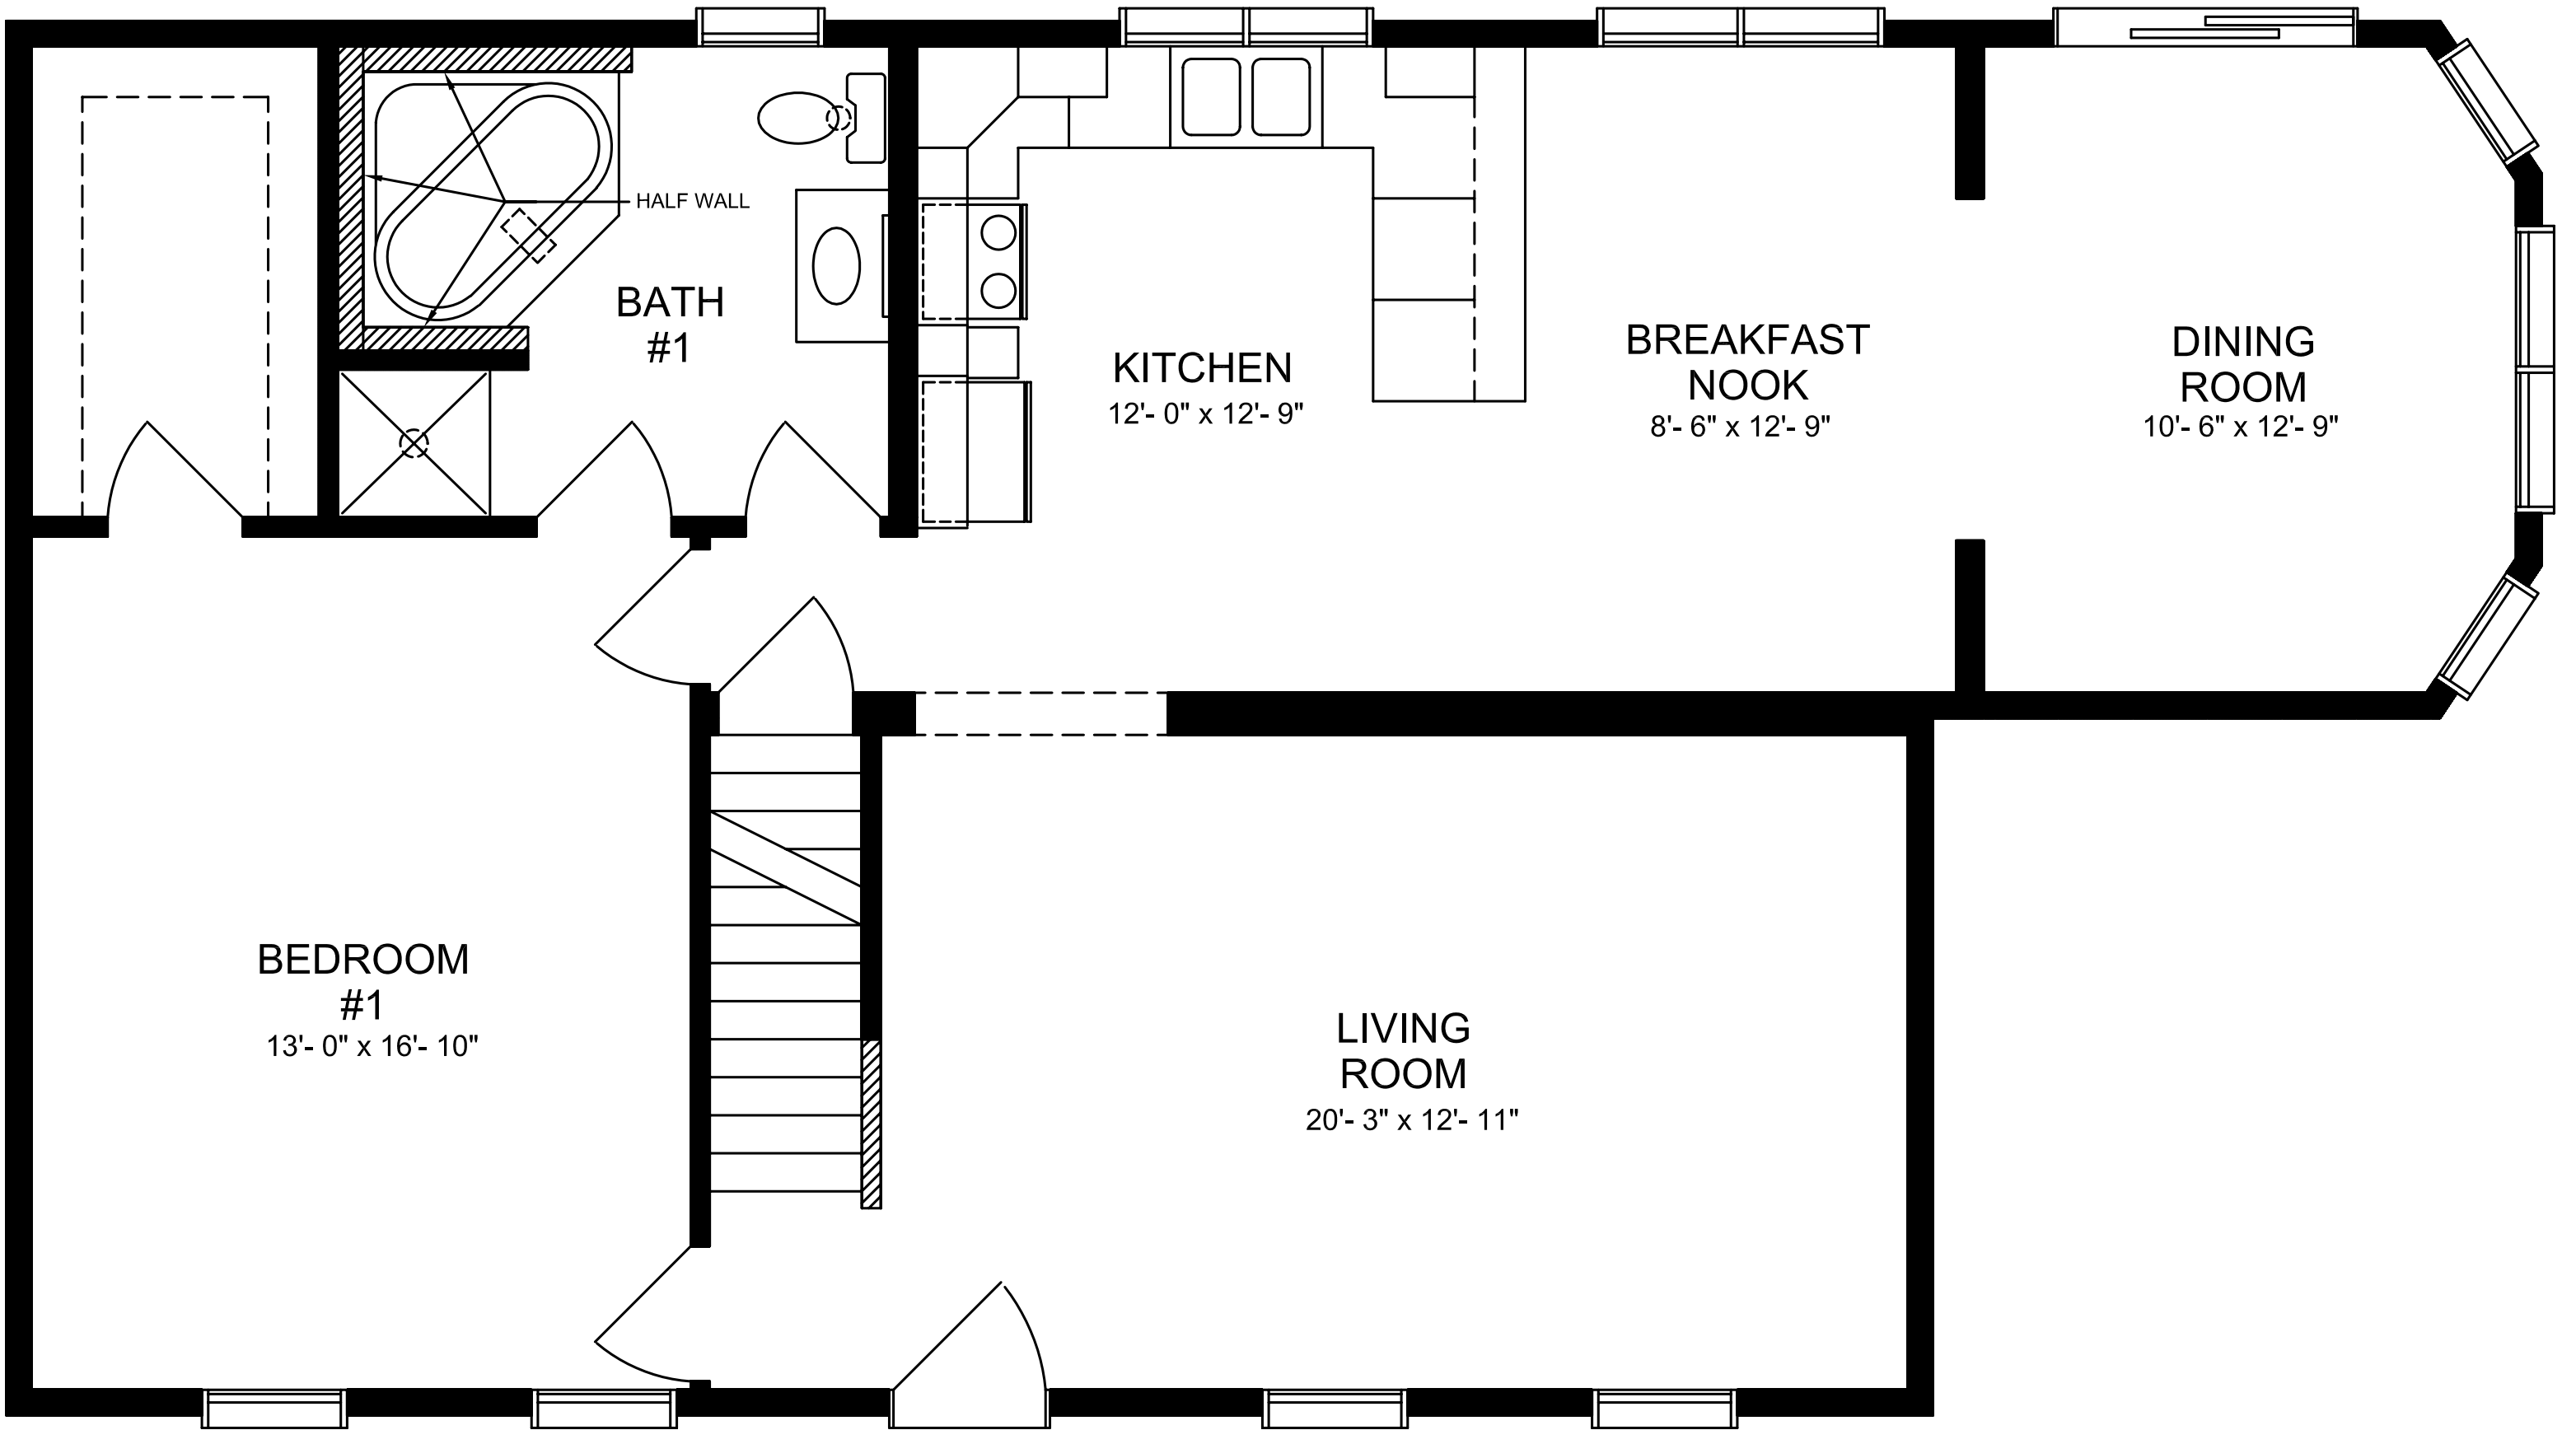 HALF WALL
BATH
#1
KITCHEN
12'- 0" x 12'- 9"
BREAKFAST
NOOK
8'- 6" x 12'- 9"
DINING
ROOM
10'- 6" x 12'- 9"
BEDROOM
#1
13'- 0" x 16'- 10"
LIVING
ROOM
20'- 3" x 12'- 11"